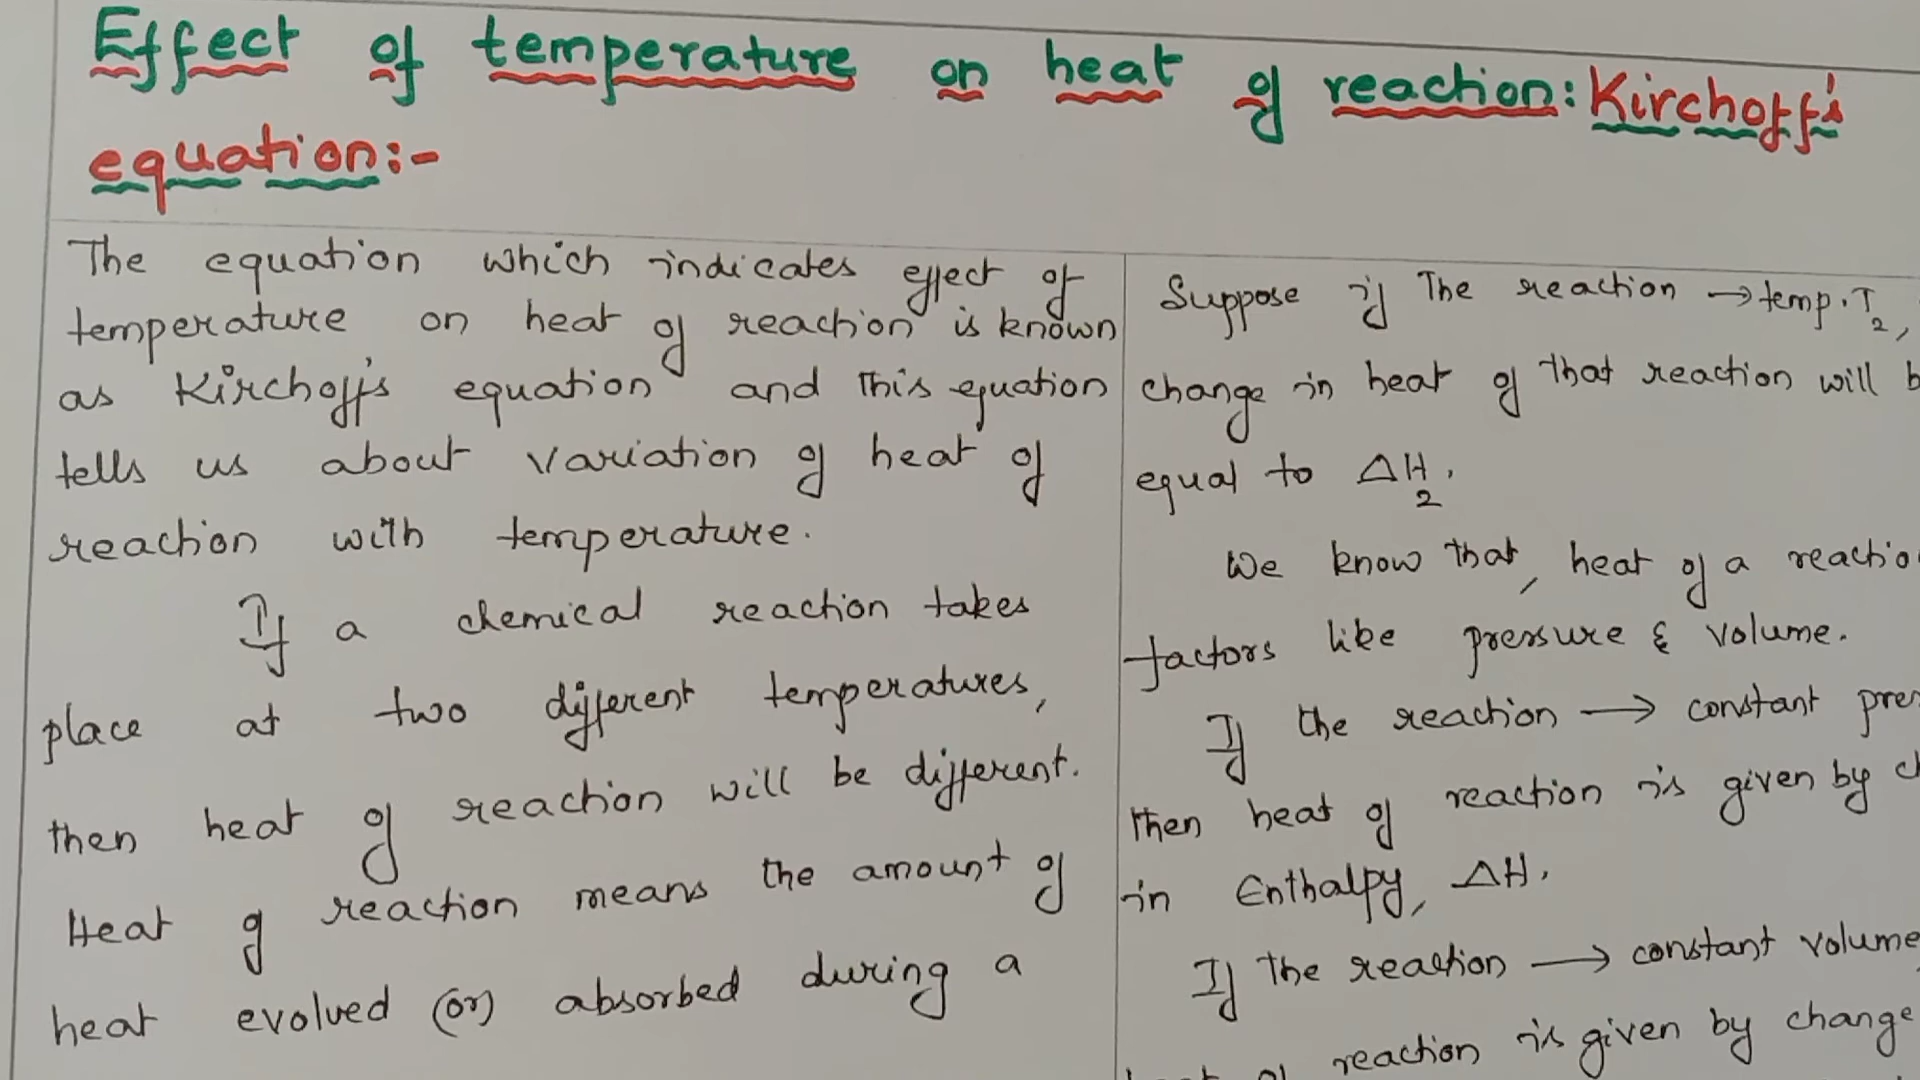 Effect of temperature on heat of reaction: Kirchoff's
equation:-
The equation which indicates effect of
temperature on heat of reaction is known
as Kirchoff's equation and this equation
tells us about variation of heat of
reaction with temperature.
If a chemical reaction takes
place at two different temperatures,
then heat of reaction will be different.
Heat of reaction means the amount of
heat evolved (or) absorbed during a
Suppose if The reaction → temp. T2,
change in heat of that reaction will b
equal to ΔH2.
We know that, heat of a reactio
factors like pressure & volume.
If the reaction → constant pres
then heat of reaction is given by ch
in Enthalpy, ΔH.
If the reaction → constant volume
reaction is given by change